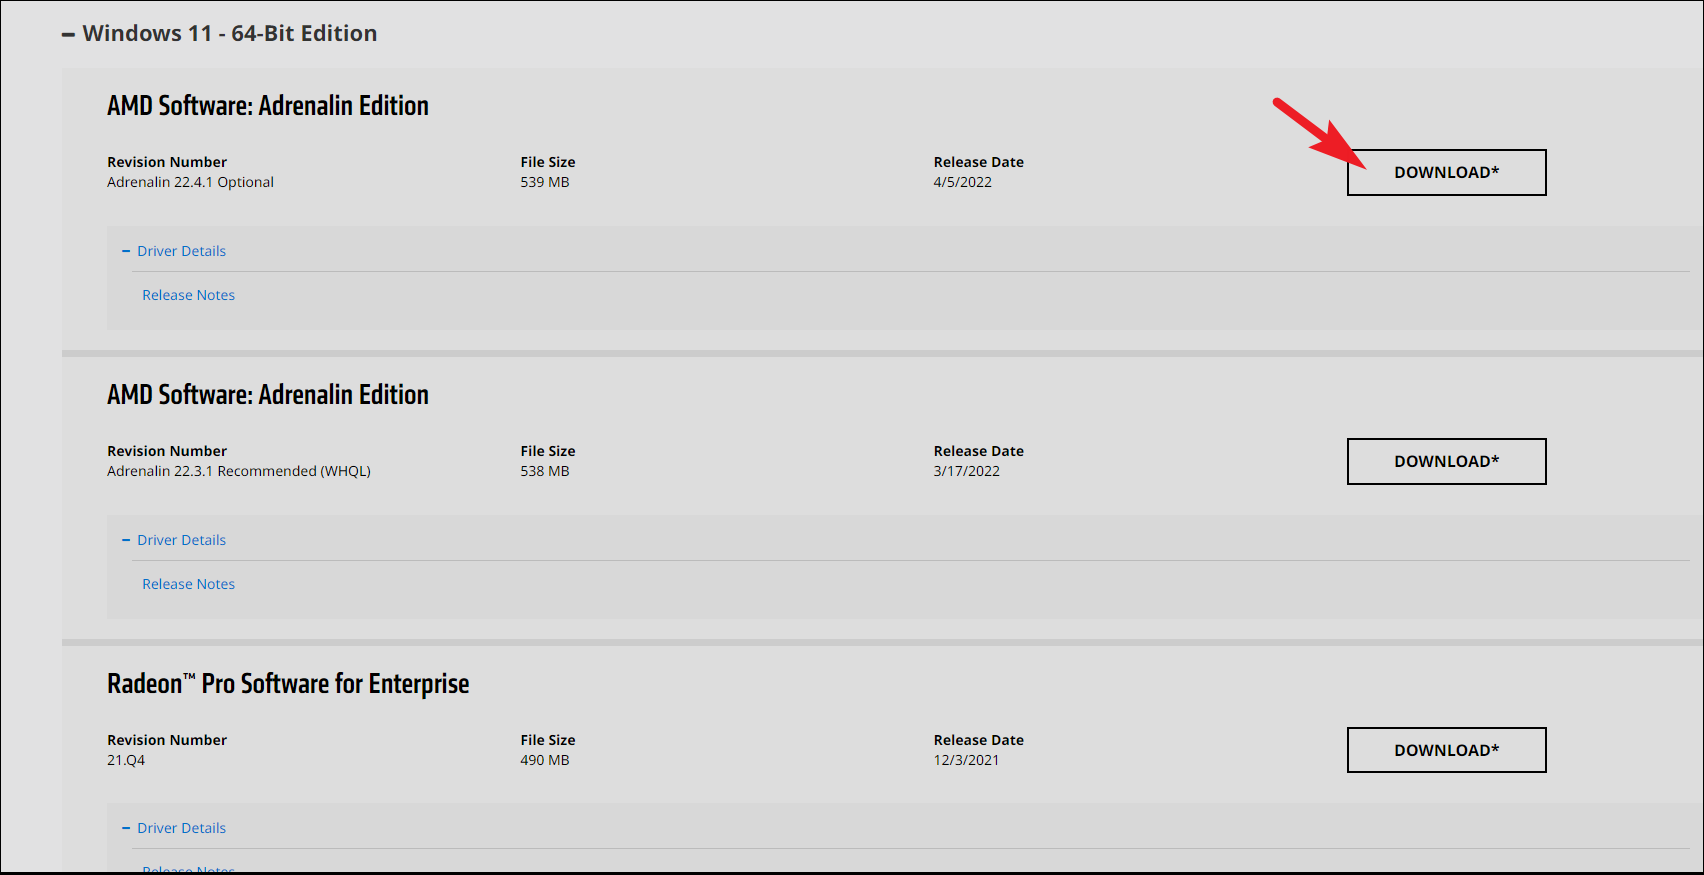 Windows 11 - 64-Bit Edition
AMD Software: Adrenalin Edition
Revision Number
Adrenalin 22.4.1 Optional
File Size
539 MB
Release Date
4/5/2022
DOWNLOAD*
Driver Details
Release Notes
AMD Software: Adrenalin Edition
Revision Number
Adrenalin 22.3.1 Recommended (WHQL)
File Size
538 MB
Release Date
3/17/2022
DOWNLOAD*
Driver Details
Release Notes
Radeon™ Pro Software for Enterprise
Revision Number
21.Q4
File Size
490 MB
Release Date
12/3/2021
DOWNLOAD*
Driver Details
Release Notes